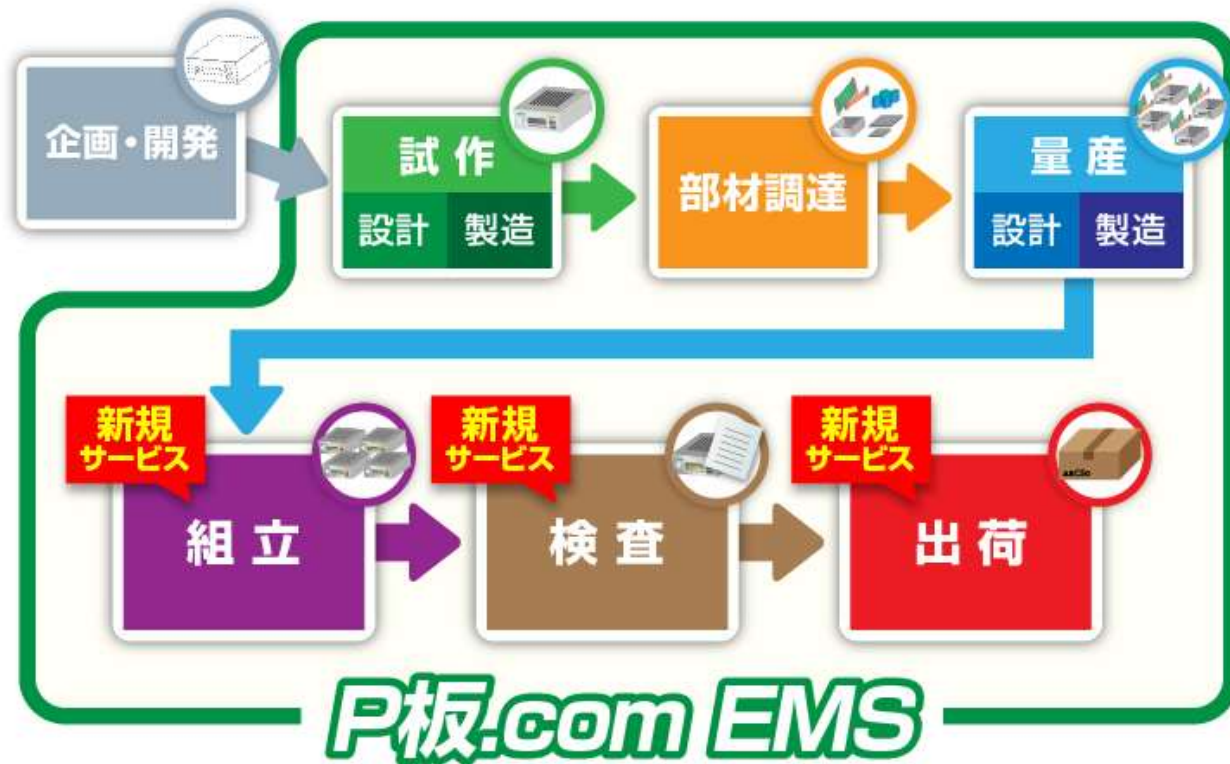 企画・開発
試作
設計 製造
部材調達
量産
設計 製造
新規
サービス
組立
新規
サービス
検査
新規
サービス
出荷
P板.com EMS